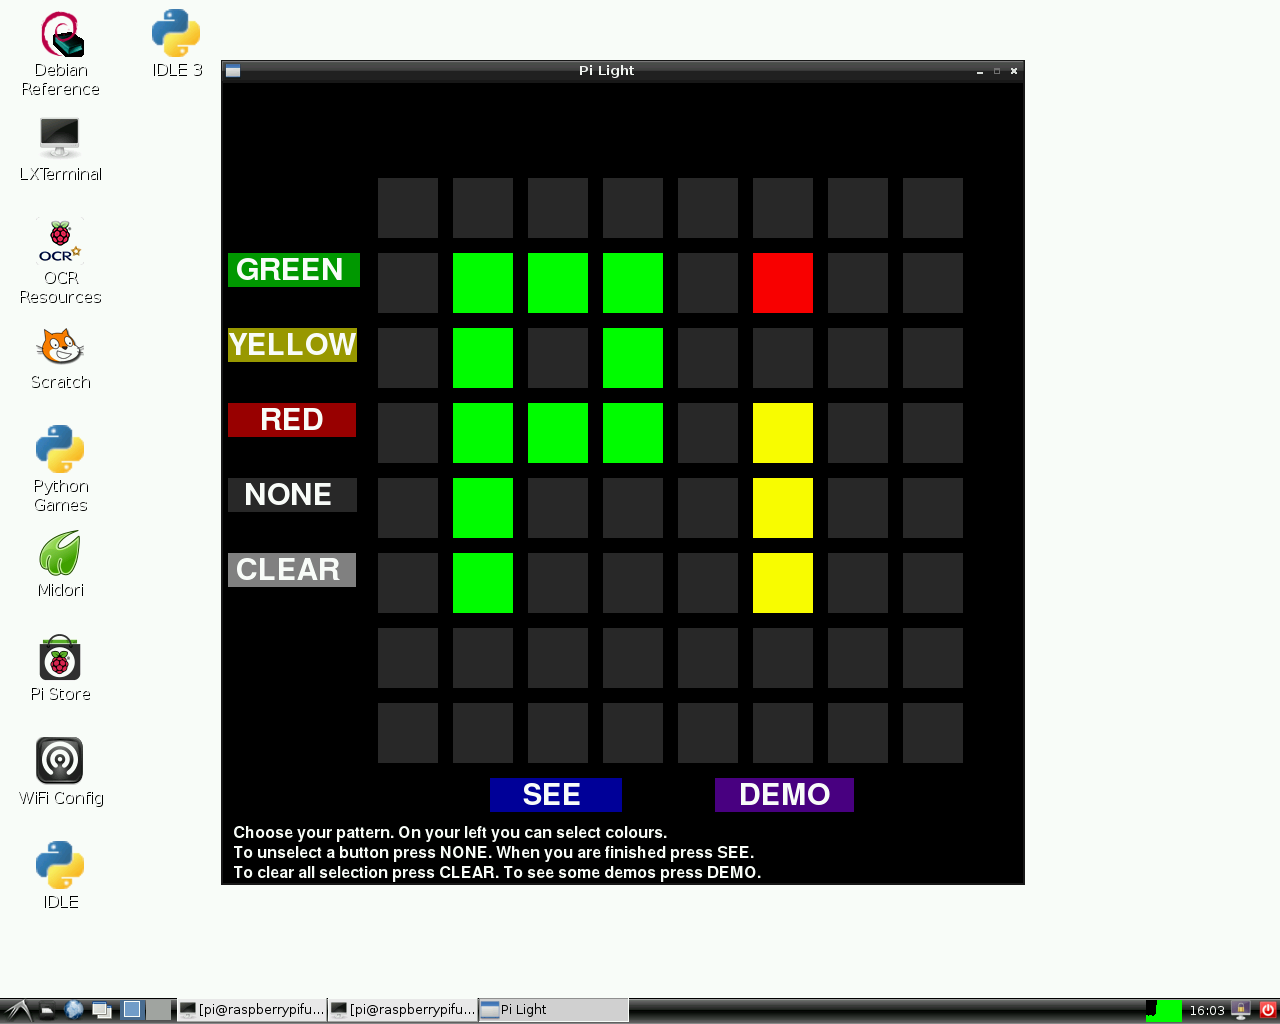 Debian
Reference
IDLE 3
LXTerminal
OCR
OCR
Resources
Scratch
Python
Games
Midori
Pi Store
WiFi Config
IDLE
Pi Light
GREEN
YELLOW
RED
NONE
CLEAR
SEE
DEMO
Choose your pattern. On your left you can select colours.
To unselect a button press NONE. When you are finished press SEE.
To clear all selection press CLEAR. To see some demos press DEMO.
[pi@raspberrypifu...
[pi@raspberrypifu...
Pi Light
16:03